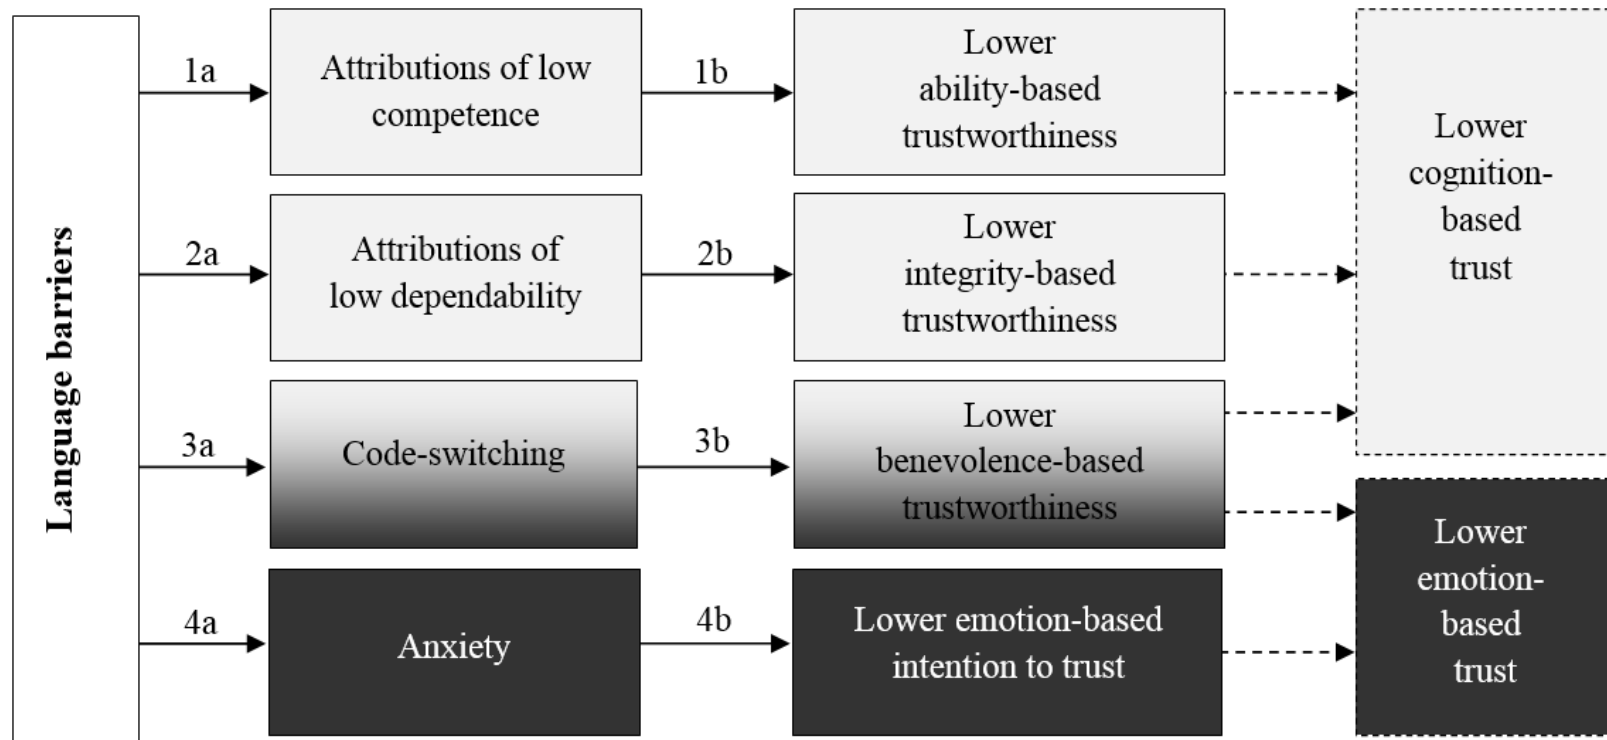 Language barriers
1a
Attributions of low
competence
1b
Lower
ability-based
trustworthiness
2a
Attributions of
low dependability
2b
Lower
integrity-based
trustworthiness
3a
Code-switching
3b
Lower
benevolence-based
trustworthiness
4a
Anxiety
4b
Lower emotion-based
intention to trust
Lower
cognition-
based
trust
Lower
emotion-
based
trust